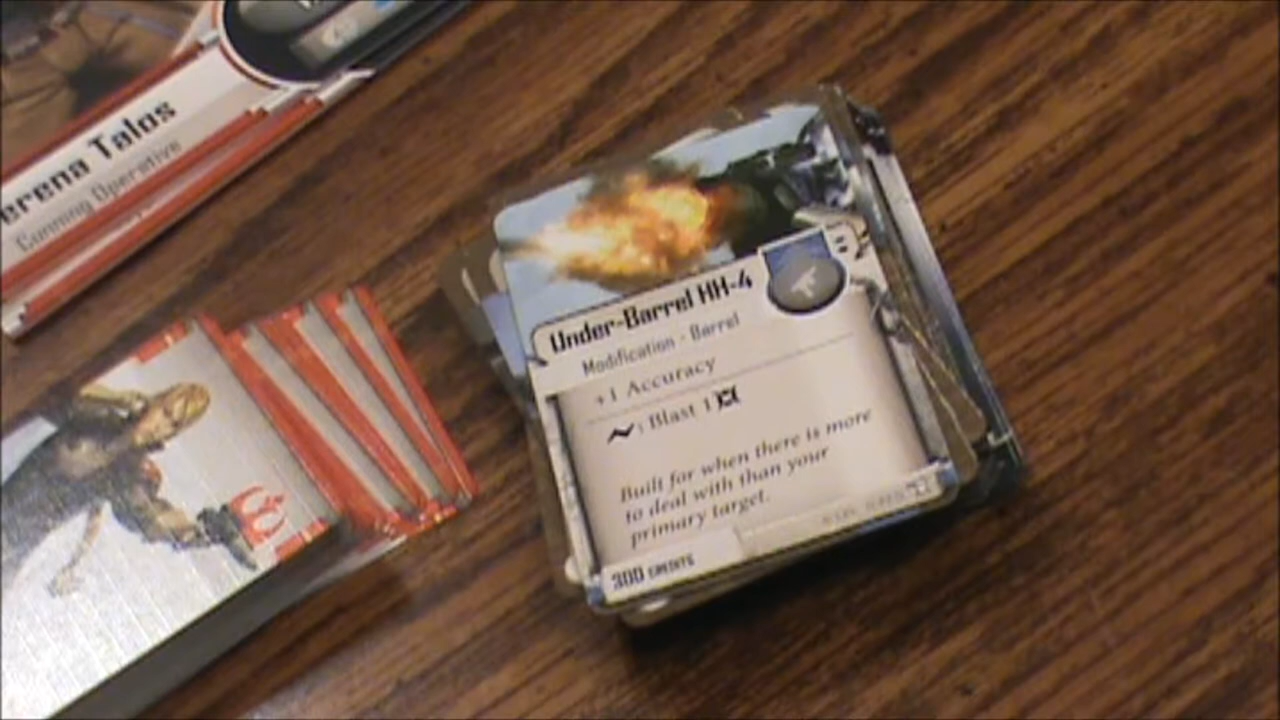 Talos
Cunning Operative
Under-Barrel HH-4
Modification - Barrel
+1 Accuracy
: Blast 1
Built for when there is more
to deal with than your
primary target.
300 CREDITS